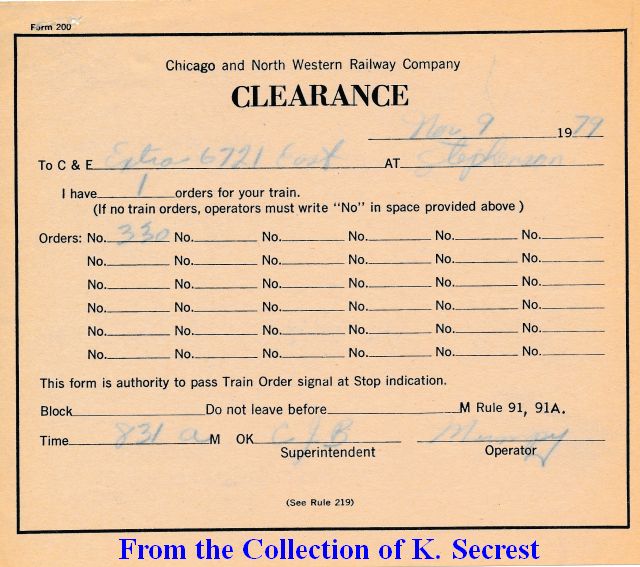 Form 200
Chicago and North Western Railway Company
CLEARANCE
Nov 9 1979
To C & E Extra 6721 East AT Stephenson
I have 1 orders for your train.
(If no train orders, operators must write "No" in space provided above)
Orders: No. 330 No. No. No. No. No.
No. No. No. No. No. No.
No. No. No. No. No. No.
No. No. No. No. No. No.
No. No. No. No. No. No.
No. No. No. No. No. No.
This form is authority to pass Train Order signal at Stop indication.
Block Do not leave before M Rule 91, 91A.
Time 831 a M OK C J B
Superintendent Operator
(See Rule 219)
From the Collection of K. Secrest